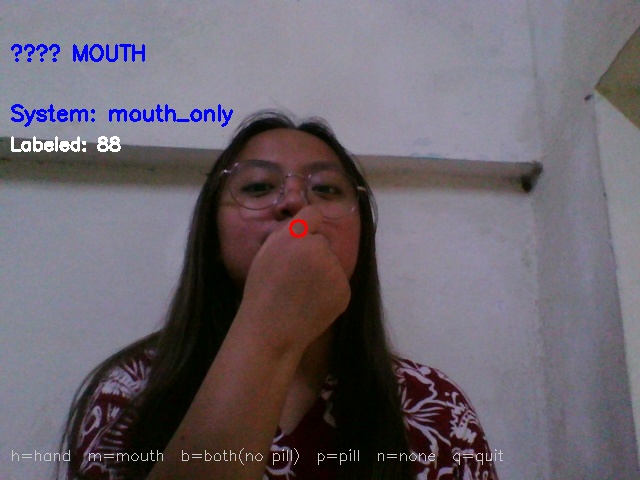 ???? MOUTH
System: mouth_only
Labeled: 88
h=hand m=mouth b=both(no pill) p=pill n=none q=quit